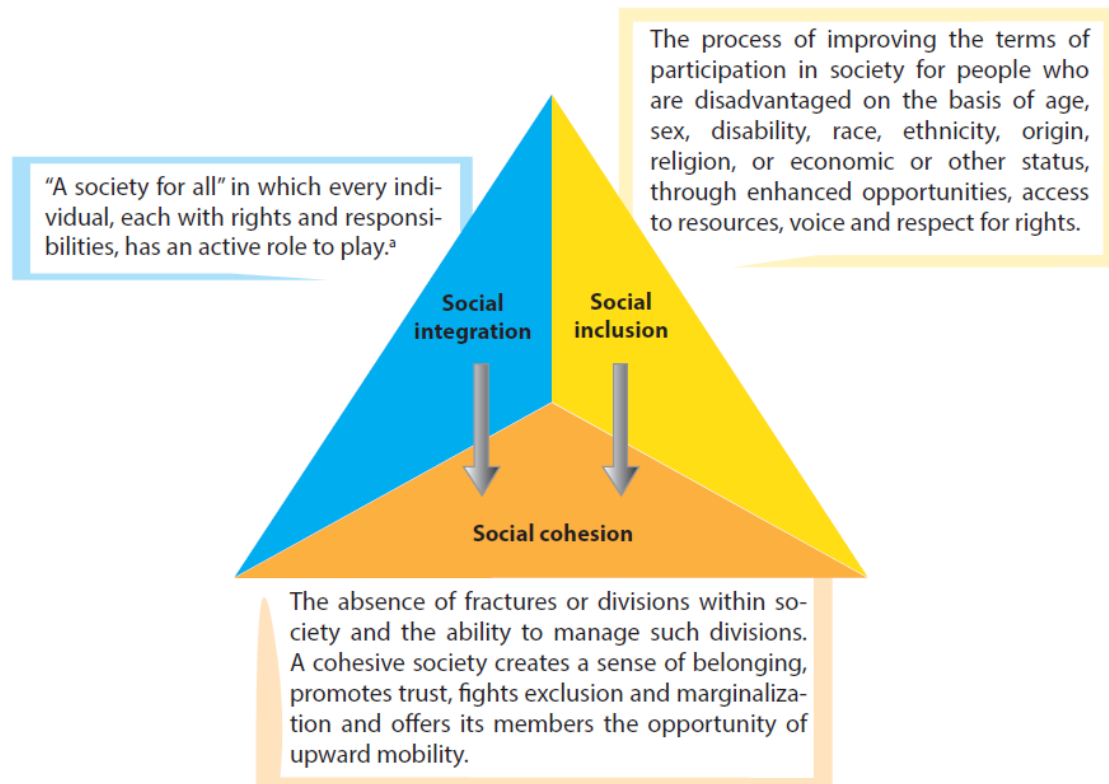 The process of improving the terms of
participation in society for people who
are disadvantaged on the basis of age,
sex, disability, race, ethnicity, origin,
religion, or economic or other status,
through enhanced opportunities, access
to resources, voice and respect for rights.
“A society for all” in which every indi-
vidual, each with rights and responsi-
bilities, has an active role to play.ᵃ
Social
integration
Social
inclusion
Social cohesion
The absence of fractures or divisions within so-
ciety and the ability to manage such divisions.
A cohesive society creates a sense of belonging,
promotes trust, fights exclusion and marginaliza-
tion and offers its members the opportunity of
upward mobility.